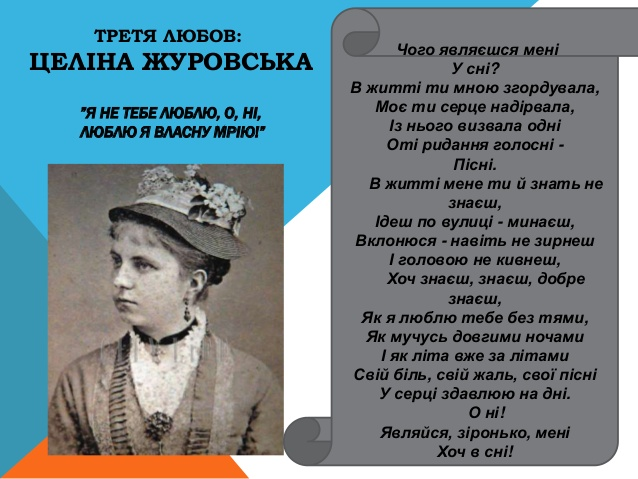 ТРЕТЯ ЛЮБОВ:
ЦЕЛІНА ЖУРОВСЬКА
"Я НЕ ТЕБЕ ЛЮБЛЮ, О, НІ,
ЛЮБЛЮ Я ВЛАСНУ МРІЮ!"
Чого являєшся мені
У сні?
В житті ти мною згордувала,
Моє ти серце надірвала,
Із нього визвала одні
Оті ридання голосні -
Пісні.
В житті мене ти й знать не
знаєш,
Ідеш по вулиці - минаєш,
Вклонюся - навіть не зирнеш
І головою не кивнеш,
Хоч знаєш, знаєш, добре
знаєш,
Як я люблю тебе без тями,
Як мучусь довгими ночами
І як літа вже за літами
Свій біль, свій жаль, свої пісні
У серці здавлюю на дні.
О ні!
Являйся, зіронько, мені
Хоч в сні!